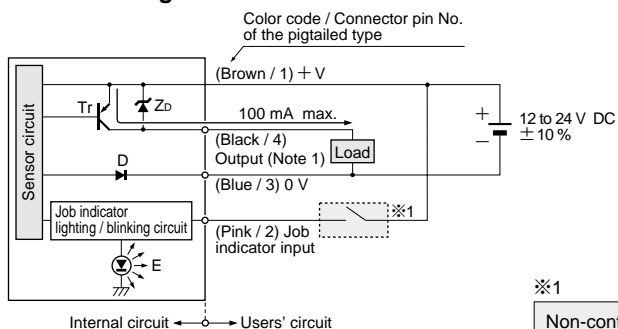 Color code / Connector pin No.
of the pigtailed type
(Brown / 1) +V
Tr
ZD
100 mA max.
+
12 to 24 V DC
− ±10 %
(Black / 4)
Output (Note 1)
Load
Sensor circuit
D
(Blue / 3) 0 V
Job indicator
lighting / blinking circuit
※1
(Pink / 2) Job
indicator input
E
※1
Internal circuit
Users' circuit